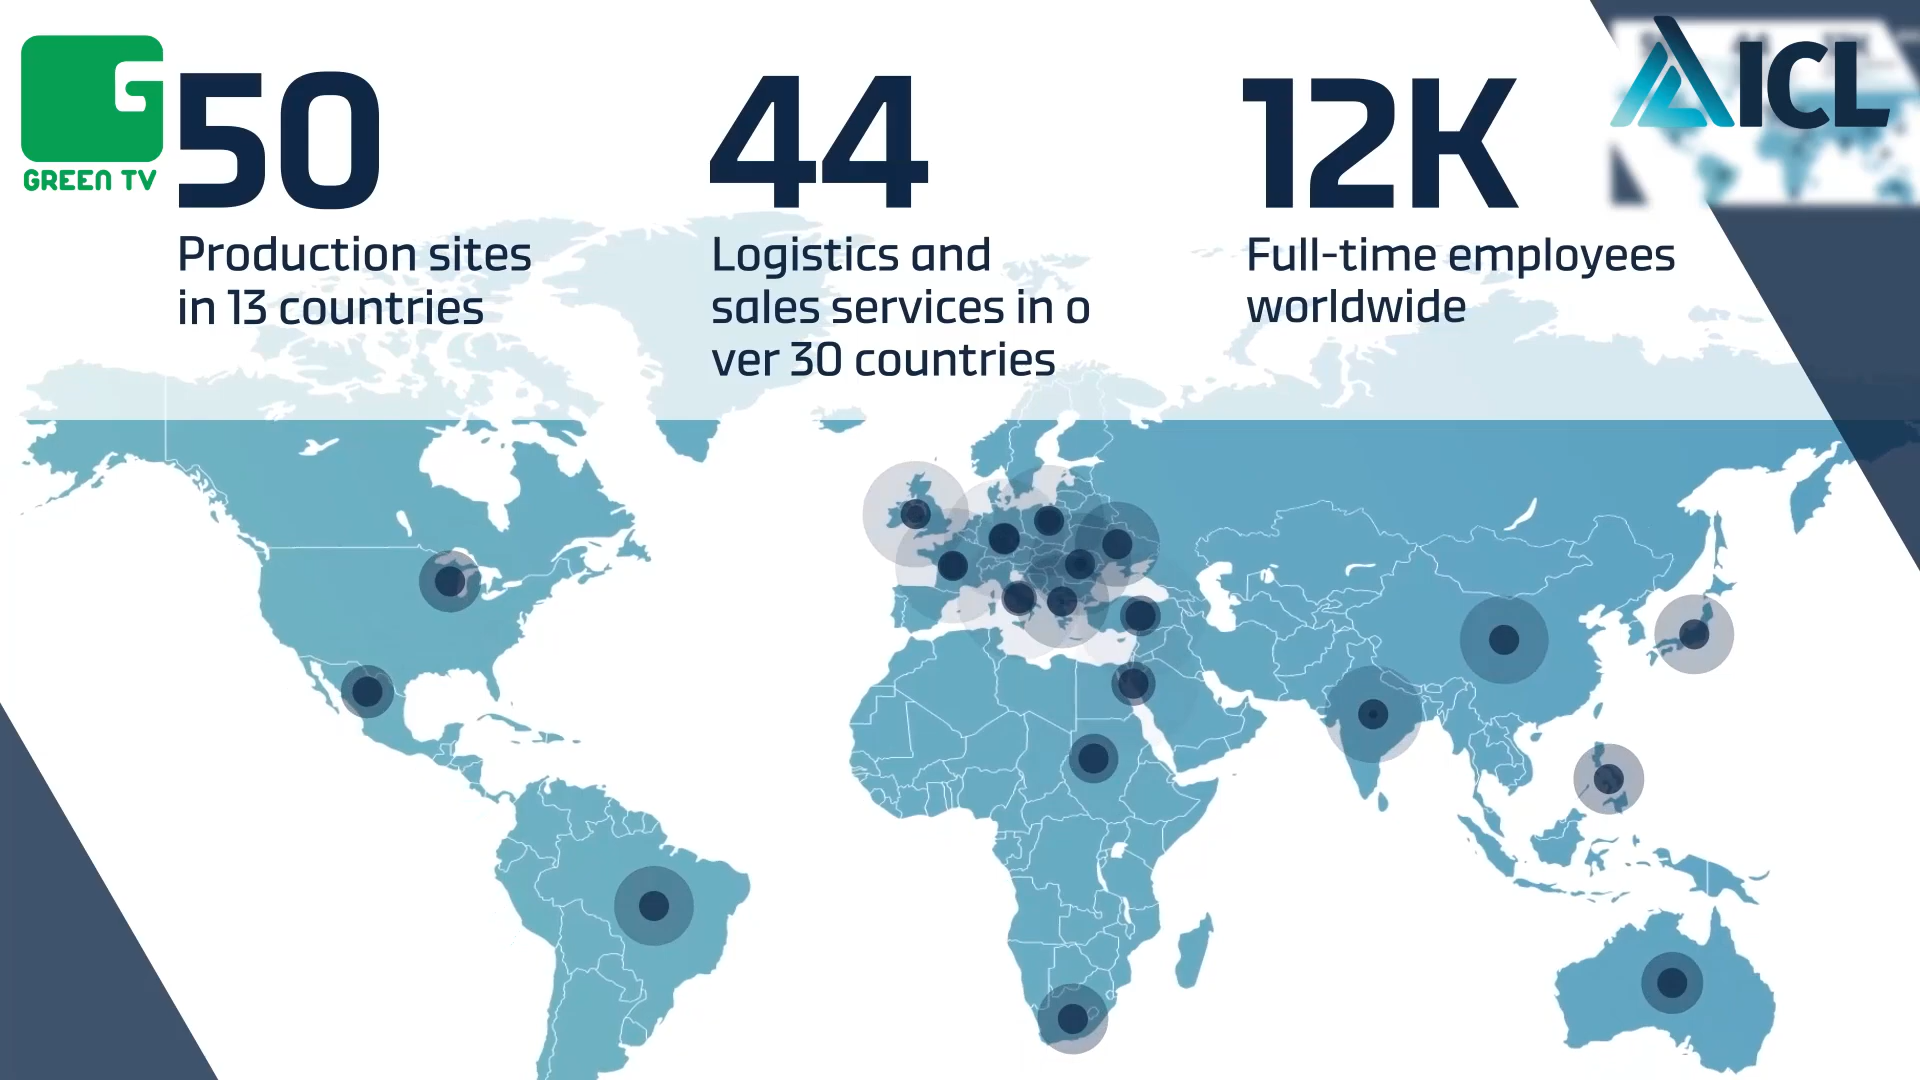 GREEN TV
50
Production sites
in 13 countries
44
Logistics and
sales services in o
ver 30 countries
12K
Full-time employees
worldwide
ICL